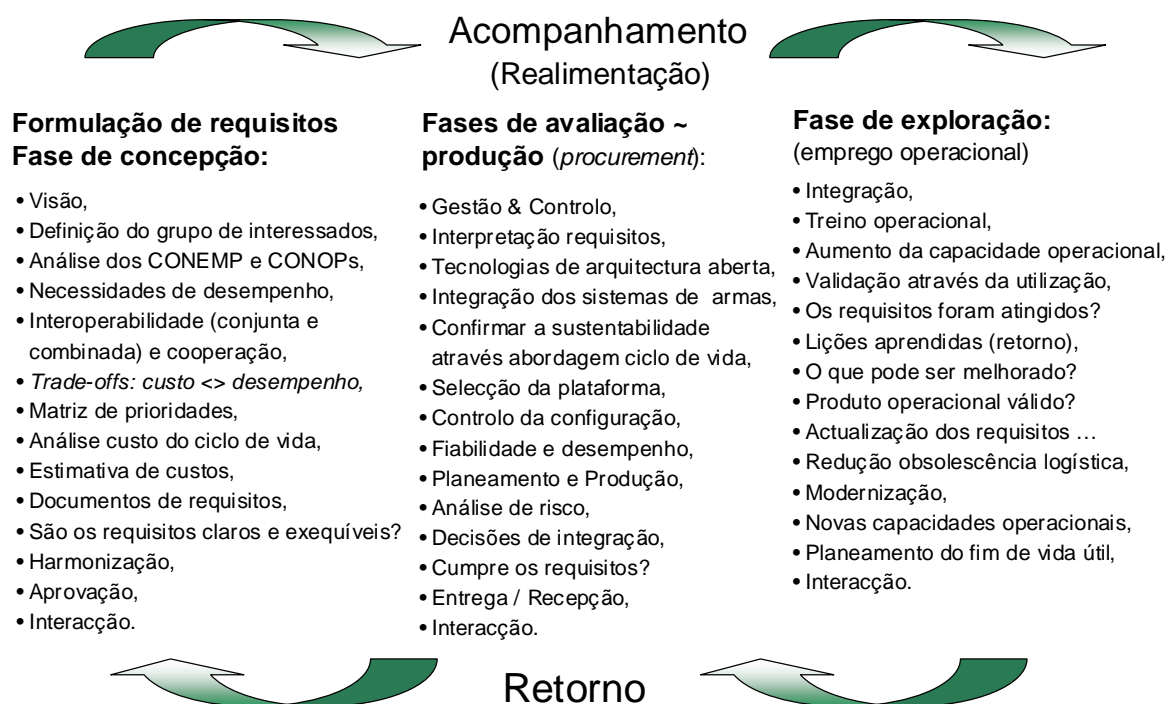 Acompanhamento
(Realimentação)
Formulação de requisitos
Fase de concepção:
• Visão,
• Definição do grupo de interessados,
• Análise dos CONEMP e CONOPs,
• Necessidades de desempenho,
• Interoperabilidade (conjunta e
combinada) e cooperação,
• Trade-offs: custo <> desempenho,
• Matriz de prioridades,
• Análise custo do ciclo de vida,
• Estimativa de custos,
• Documentos de requisitos,
• São os requisitos claros e exequíveis?
• Harmonização,
• Aprovação,
• Interacção.
Fases de avaliação ~
produção (procurement):
• Gestão & Controlo,
• Interpretação requisitos,
• Tecnologias de arquitectura aberta,
• Integração dos sistemas de armas,
• Confirmar a sustentabilidade
através abordagem ciclo de vida,
• Selecção da plataforma,
• Controlo da configuração,
• Fiabilidade e desempenho,
• Planeamento e Produção,
• Análise de risco,
• Decisões de integração,
• Cumpre os requisitos?
• Entrega / Recepção,
• Interacção.
Fase de exploração:
(emprego operacional)
• Integração,
• Treino operacional,
• Aumento da capacidade operacional,
• Validação através da utilização,
• Os requisitos foram atingidos?
• Lições aprendidas (retorno),
• O que pode ser melhorado?
• Produto operacional válido?
• Actualização dos requisitos …
• Redução obsolescência logística,
• Modernização,
• Novas capacidades operacionais,
• Planeamento do fim de vida útil,
• Interacção.
Retorno